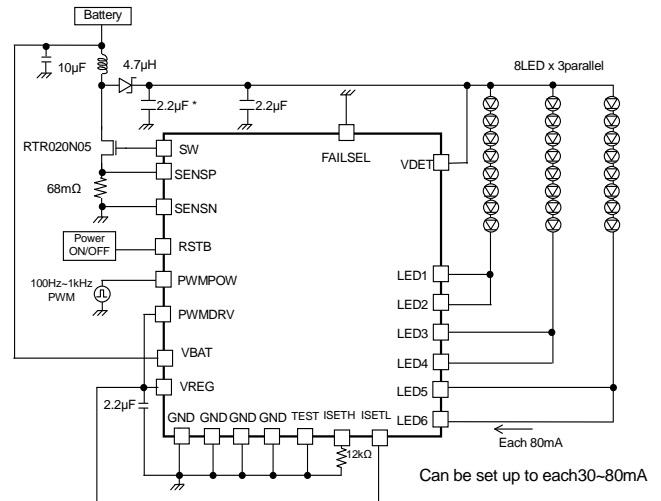 Battery
10μF
4.7μH
8LED x 3parallel
2.2μF *
2.2μF
RTR020N05
SW
FAILSEL
VDET
SENSP
68mΩ
SENSN
Power
ON/OFF
RSTB
LED1
100Hz~1kHz
PWM
PWMPOW
LED2
PWMDRV
LED3
VBAT
LED4
VREG
LED5
2.2μF
GND
GND
GND
GND
TEST
ISETH
ISETL
LED6
Each 80mA
12kΩ
Can be set up to each30~80mA